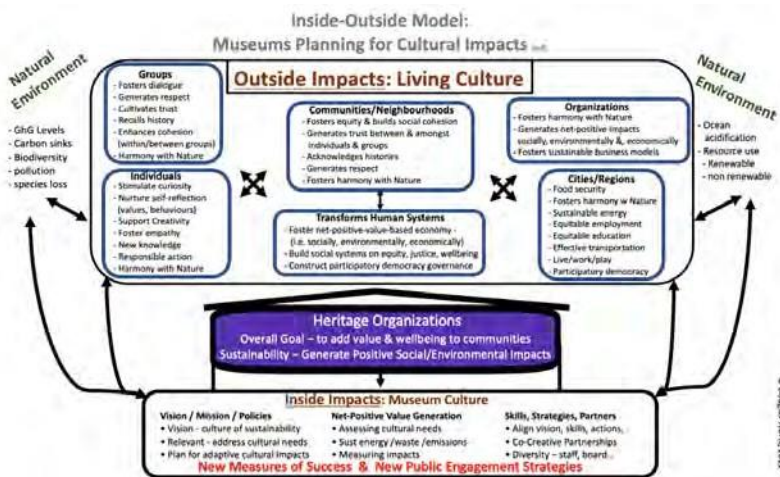 Inside-Outside Model:
Museums Planning for Cultural Impacts
Natural
Environment
- GhG Levels
- Carbon sinks
- Biodiversity
- pollution
- species loss
Outside Impacts: Living Culture
Groups
- Fosters dialogue
- Generates respect
- Cultivates trust
- Recalls history
- Enhances cohesion
(within/between groups)
- Harmony with Nature
Individuals
- Stimulate curiosity
- Nurture self-reflection
(values, behaviours)
- Support Creativity
- Foster empathy
- New knowledge
- Responsible action
- Harmony with Nature
Communities/Neighbourhoods
- Fosters equity & builds social cohesion
- Generates trust between & amongst
individuals & groups
- Acknowledges histories
- Generates respect
- Fosters harmony with Nature
Transforms Human Systems
- Foster net-positive-value-based economy -
(i.e. socially, environmentally, economically)
- Build social systems on equity, justice, wellbeing
- Construct participatory democracy governance
Organizations
- Fosters harmony with Nature
- Generates net-positive impacts
socially, environmentally &, economically
- Fosters sustainable business models
Cities/Regions
- Food security
- Fosters harmony w Nature
- Sustainable energy
- Equitable employment
- Equitable education
- Effective transportation
- Live/work/play
- Participatory democracy
Natural
Environment
- Ocean
acidification
- Resource use
- Renewable
- non renewable
Heritage Organizations
Overall Goal – to add value & wellbeing to communities
Sustainability – Generate Positive Social/Environmental Impacts
Inside Impacts: Museum Culture
Vision / Mission / Policies
• Vision - culture of sustainability
• Relevant - address cultural needs
• Plan for adaptive cultural impacts
Net-Positive Value Generation
• Assessing cultural needs
• Sust energy /waste /emissions
• Measuring impacts
Skills, Strategies, Partners
• Align vision, skills, actions,
• Co-Creative Partnerships
• Diversity – staff, board...
New Measures of Success & New Public Engagement Strategies